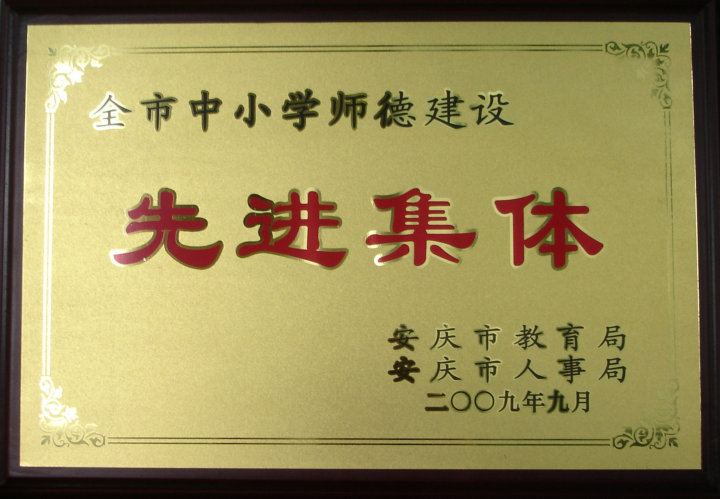 全市中小学师德建设
先进集体
安庆市教育局
安庆市人事局
二〇〇九年九月